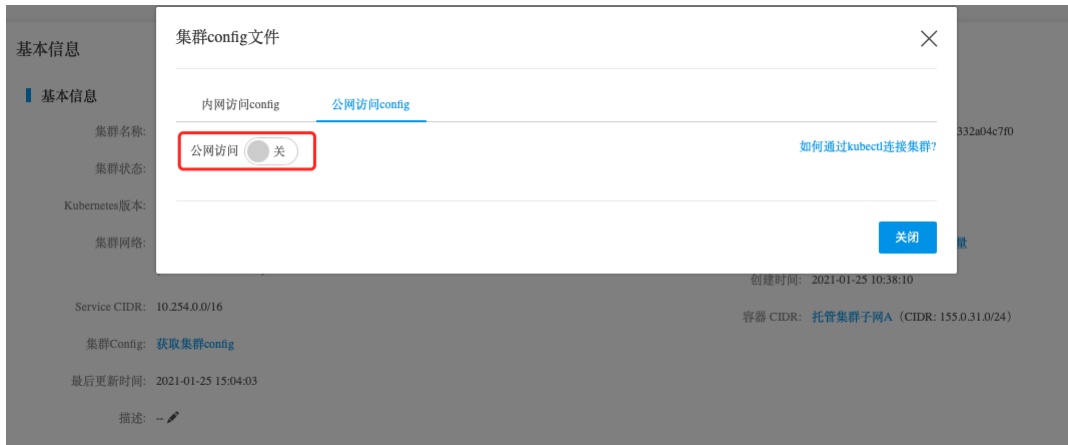 集群config文件
基本信息
基本信息
内网访问config 公网访问config
集群名称: 332a04c7f0
公网访问 关 如何通过kubectl连接集群?
集群状态:
Kubernetes版本:
集群网络: 关闭 量
创建时间: 2021-01-25 10:38:10
Service CIDR: 10.254.0.0/16
容器 CIDR: 托管集群子网A（CIDR: 155.0.31.0/24）
集群Config: 获取集群config
最后更新时间: 2021-01-25 15:04:03
描述: --